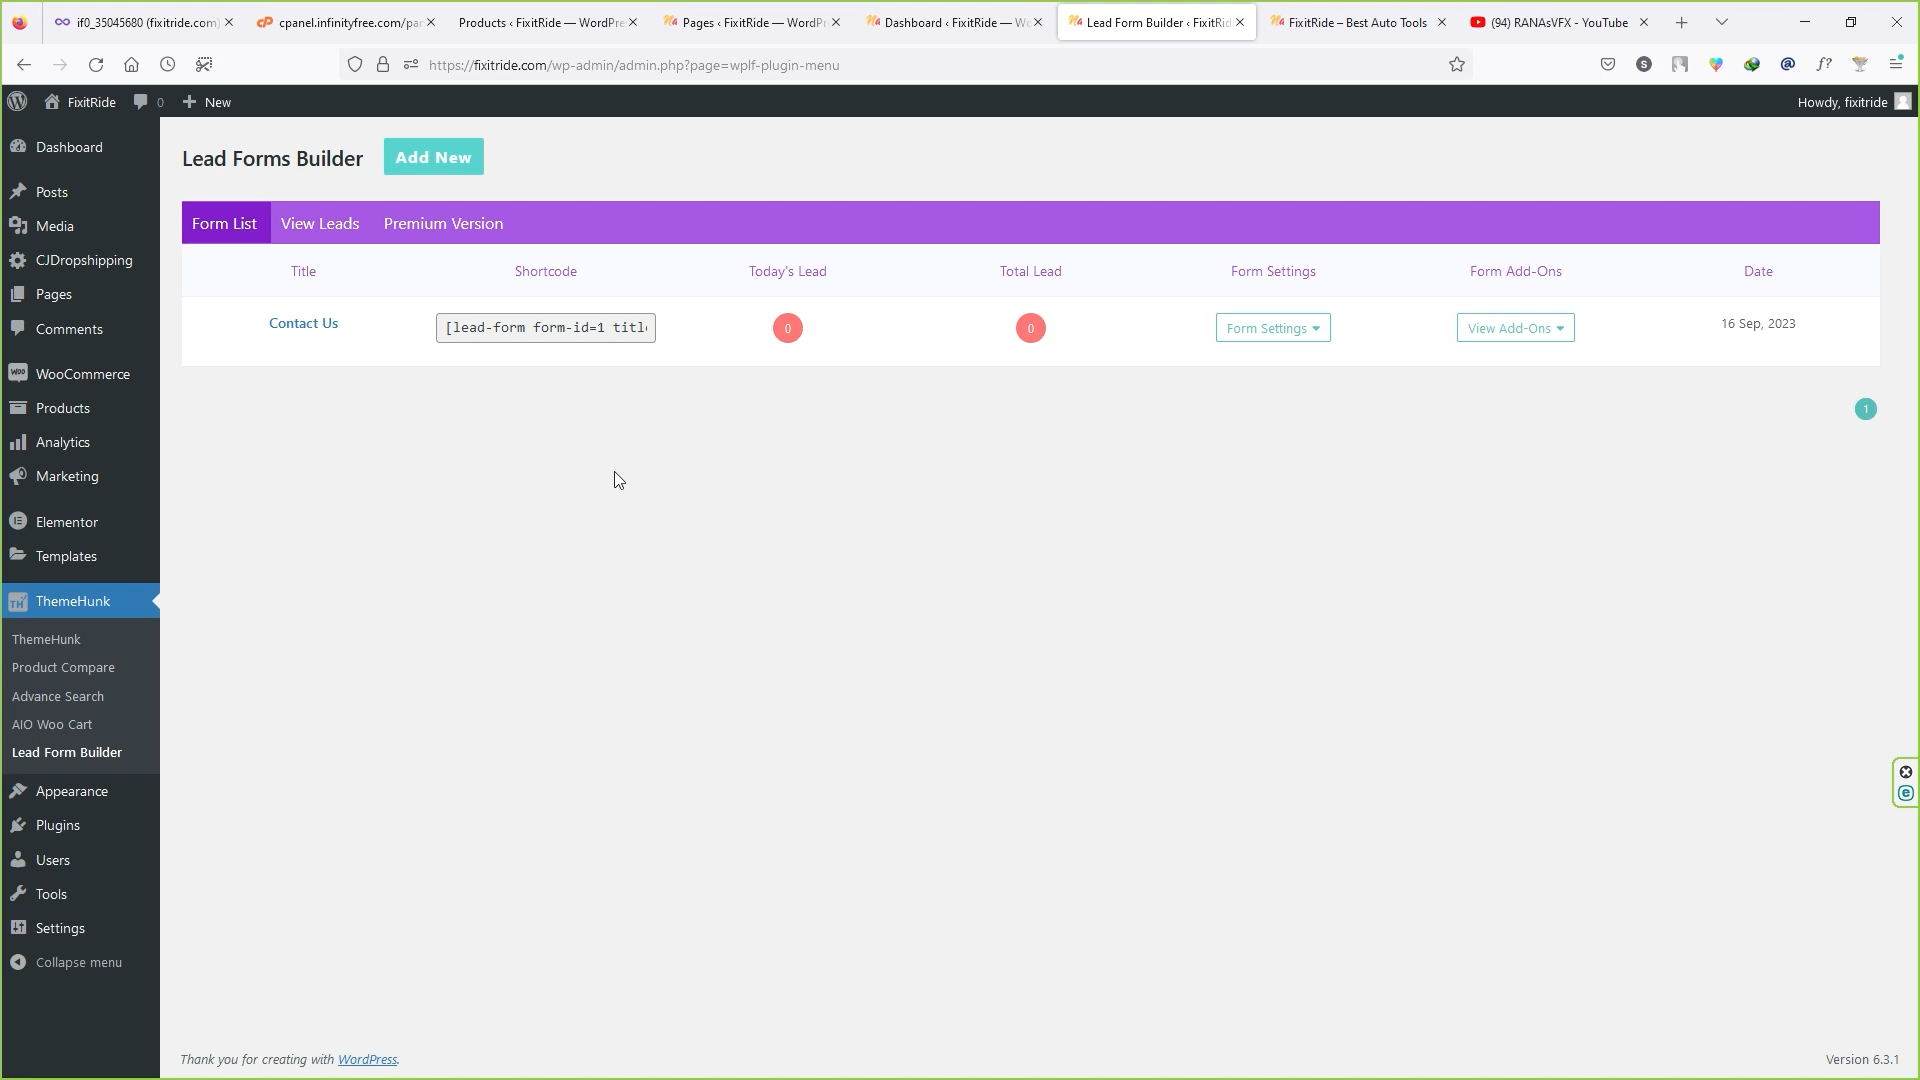 if0_35045680 (fixitride.com)
cpanel.infinityfree.com/pan
Products ‹ FixitRide — WordPre
Pages ‹ FixitRide — WordPr
Dashboard ‹ FixitRide — Wo
Lead Form Builder ‹ FixitRid
FixitRide – Best Auto Tools
(94) RANAsVFX - YouTube
https://fixitride.com/wp-admin/admin.php?page=wplf-plugin-menu
S
f?
FixitRide
0
New
Howdy, fixitride
Dashboard
Posts
Media
CJDropshipping
Pages
Comments
WooCommerce
Products
Analytics
Marketing
Elementor
Templates
ThemeHunk
ThemeHunk
Product Compare
Advance Search
AIO Woo Cart
Lead Form Builder
Appearance
Plugins
Users
Tools
Settings
Collapse menu
Lead Forms Builder
Add New
Form List
View Leads
Premium Version
Title
Shortcode
Today's Lead
Total Lead
Form Settings
Form Add-Ons
Date
Contact Us
[lead-form form-id=1 titl
0
0
Form Settings
View Add-Ons
16 Sep, 2023
1
Thank you for creating with WordPress.
Version 6.3.1